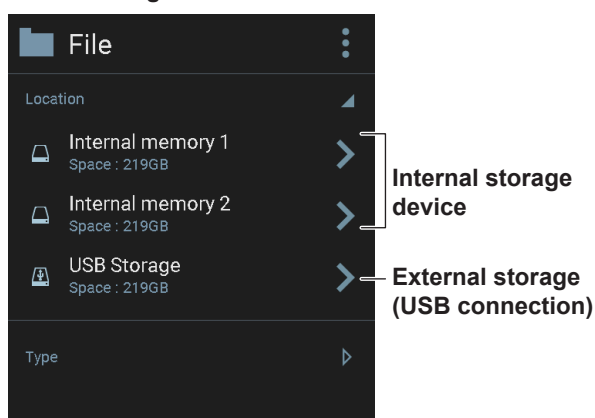 File
Location
Internal memory 1
Space : 219GB
Internal memory 2
Space : 219GB
Internal storage
device
USB Storage
Space : 219GB
External storage
(USB connection)
Type